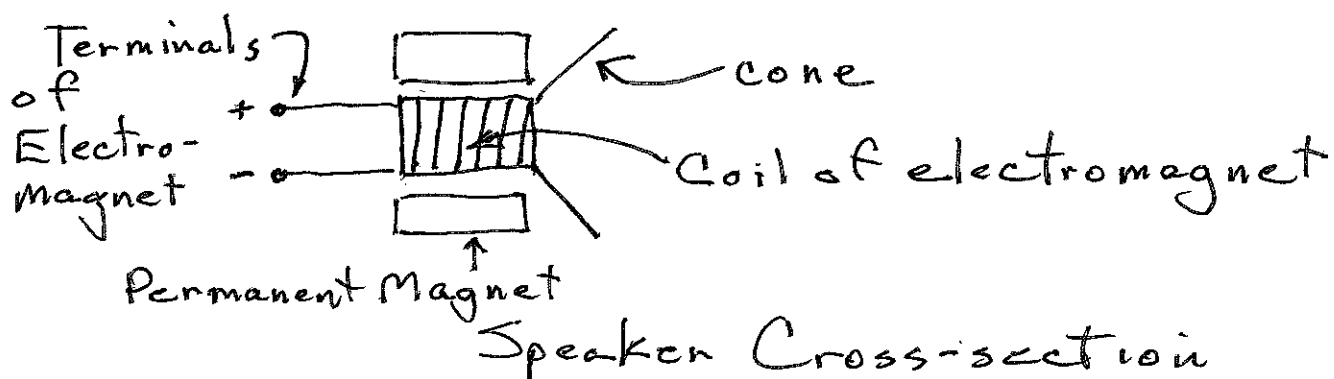 Terminals
of
Electro-
Magnet
+
-
cone
Coil of electromagnet
Permanent Magnet
Speaker Cross-section